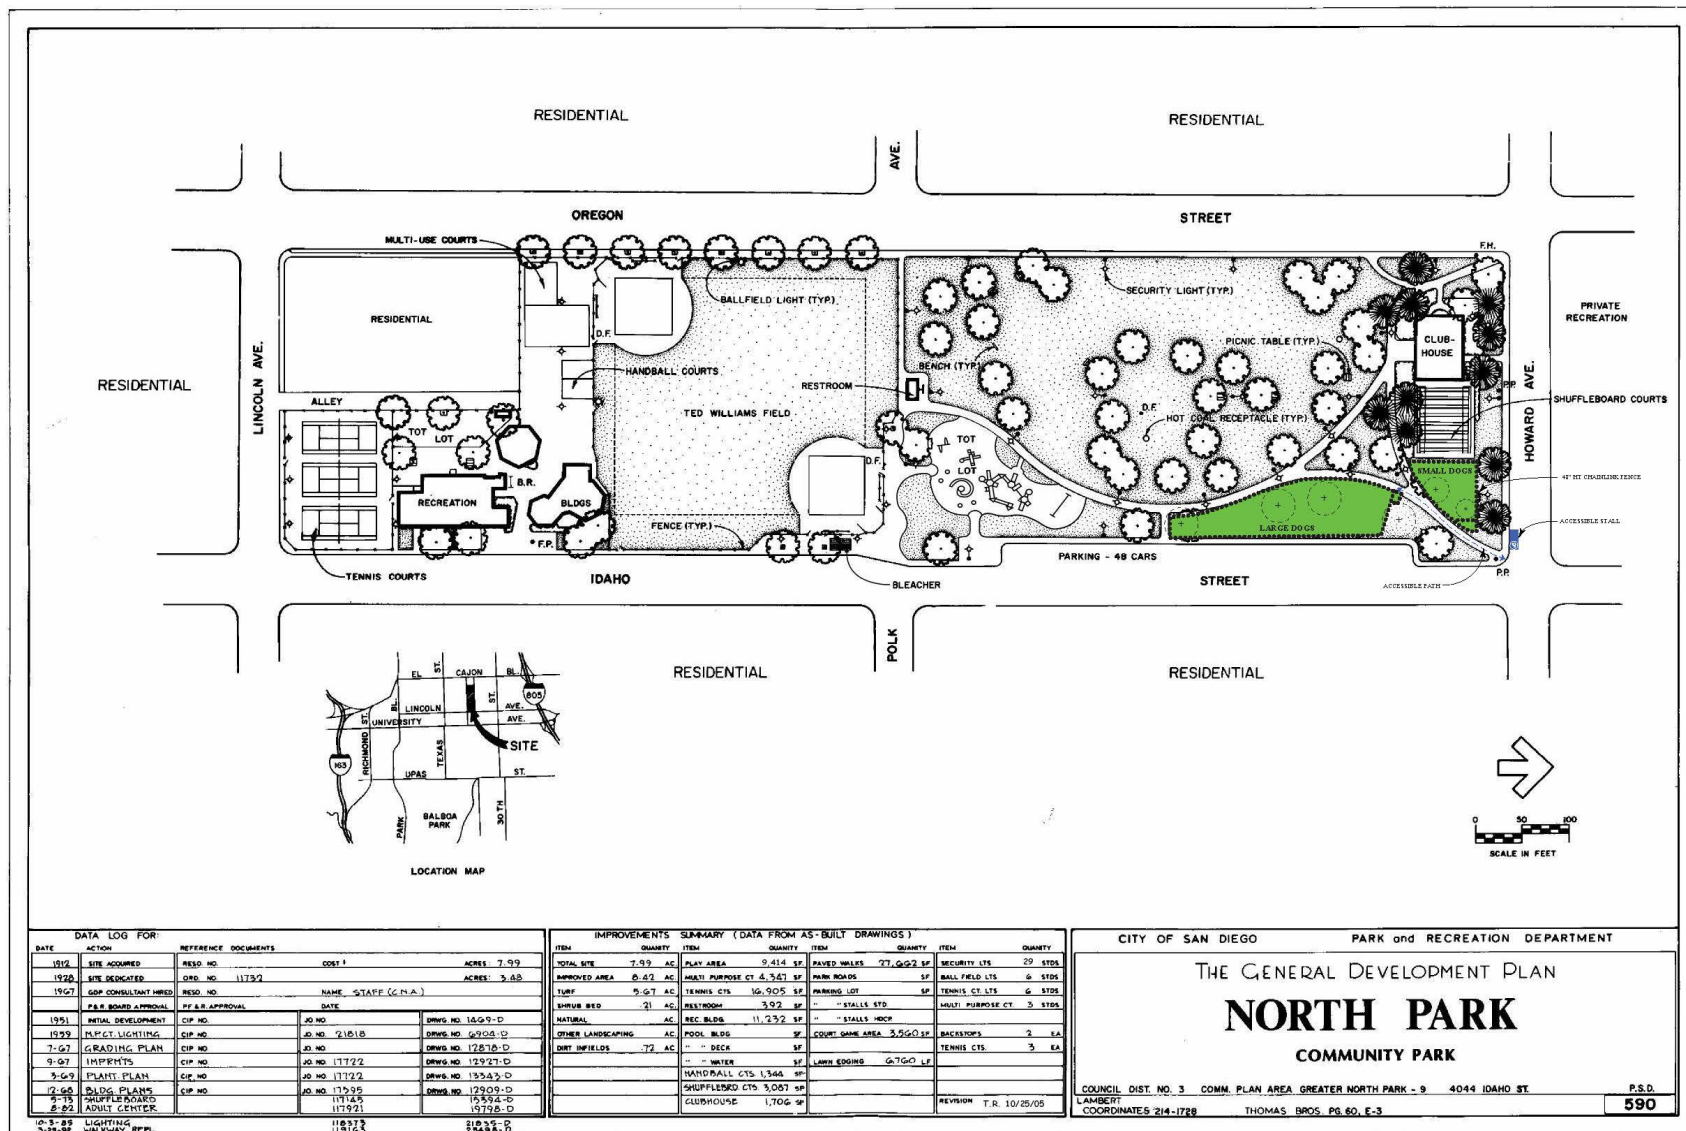 RESIDENTIAL
RESIDENTIAL
AVE.
OREGON
STREET
MULTI-USE COURTS
F.H.
BALLFIELD LIGHT (TYP.)
SECURITY LIGHT (TYP.)
PRIVATE
RECREATION
RESIDENTIAL
D.F.
CLUB-
HOUSE
PICNIC TABLE (TYP.)
BENCH (TYP.)
HANDBALL COURTS
RESTROOM
RESIDENTIAL
LINCOLN AVE.
HOWARD AVE.
P.P.
ALLEY
TED WILLIAMS FIELD
D.F.
HOT COAL RECEPTACLE (TYP.)
SHUFFLEBOARD COURTS
TOT
LOT
TOT
LOT
D.F.
SMALL DOGS
48" HT CHAINLINK FENCE
B.R.
RECREATION
BLDGS
FENCE (TYP.)
LARGE DOGS
ACCESSIBLE STALL
F.P.
PARKING - 48 CARS
TENNIS COURTS
IDAHO
BLEACHER
STREET
ACCESSIBLE PATH
P.P.
POLK
RESIDENTIAL
RESIDENTIAL
EL
CAJON
BL.
ST.
ST.
805
BL.
LINCOLN
AVE.
UNIVERSITY
AVE.
RICHMOND ST.
TEXAS
SITE
163
UPAS
ST.
PARK
BALBOA
PARK
30TH
LOCATION MAP
0 50 100
SCALE IN FEET
DATA LOG FOR:
DATE ACTION REFERENCE DOCUMENTS
1912 SITE ACQUIRED RESO. NO. COST $ ACRES: 7.99
1928 SITE DEDICATED ORD. NO. 11732 ACRES: 3.48
1967 GDP CONSULTANT HIRED RESO. NO. NAME STAFF (C.N.A.)
P&R BOARD APPROVAL PF&R. APPROVAL DATE
1951 INITIAL DEVELOPMENT CIP NO. JO. NO. DRWG. NO. 1469-D
1959 M.P.CT. LIGHTING CIP NO. JO. NO. 21818 DRWG. NO. 6904-D
7-67 GRADING PLAN CIP NO. JO. NO. DRWG. NO. 12878-D
9-67 IMPRMTS CIP NO. JO. NO. 17722 DRWG. NO. 12927-D
3-69 PLANT. PLAN CIP NO. JO. NO. 17722 DRWG. NO. 13343-D
12-68 BLDG. PLANS CIP NO. JO. NO. 17395 DRWG. NO. 12909-D
5-73 SHUFFLEBOARD 117145 15394-D
8-82 ADULT CENTER 117921 19798-D
10-3-85 LIGHTING 118373 21835-D
IMPROVEMENTS SUMMARY (DATA FROM AS-BUILT DRAWINGS)
ITEM QUANTITY ITEM QUANTITY ITEM QUANTITY ITEM QUANTITY
TOTAL SITE 7.99 AC. PLAY AREA 9,414 SF PAVED WALKS 27,662 SF SECURITY LTS 29 STDS
IMPROVED AREA 8.42 AC. MULTI PURPOSE CT 4,347 SF PARK ROADS SF BALL FIELD LTS 6 STDS
TURF 5.67 AC. TENNIS CTS 16,905 SF PARKING LOT SF TENNIS CT. LTS 6 STDS
SHRUB BED .21 AC. RESTROOM 392 SF " " STALLS STD. MULTI PURPOSE CT. 3 STDS
NATURAL AC. REC. BLDG. 11,232 SF " " STALLS HDCP.
OTHER LANDSCAPING AC. POOL BLDG SF COURT GAME AREA 3,560 SF BACKSTOPS 2 EA
DIRT INFIELDS .72 AC. " " DECK SF TENNIS CTS. 3 EA
" " WATER SF LAWN EDGING 6,760 LF
HANDBALL CTS 1,344 SF
SHUFFLEBRD. CTS. 3,087 SF
CLUBHOUSE 1,706 SF REVISION T.R. 10/25/05
CITY OF SAN DIEGO PARK and RECREATION DEPARTMENT
THE GENERAL DEVELOPMENT PLAN
NORTH PARK
COMMUNITY PARK
COUNCIL DIST. NO. 3 COMM. PLAN AREA GREATER NORTH PARK - 9 4044 IDAHO ST. P.S.D.
LAMBERT
COORDINATES 214-1728 THOMAS BROS. PG. 60, E-3 590